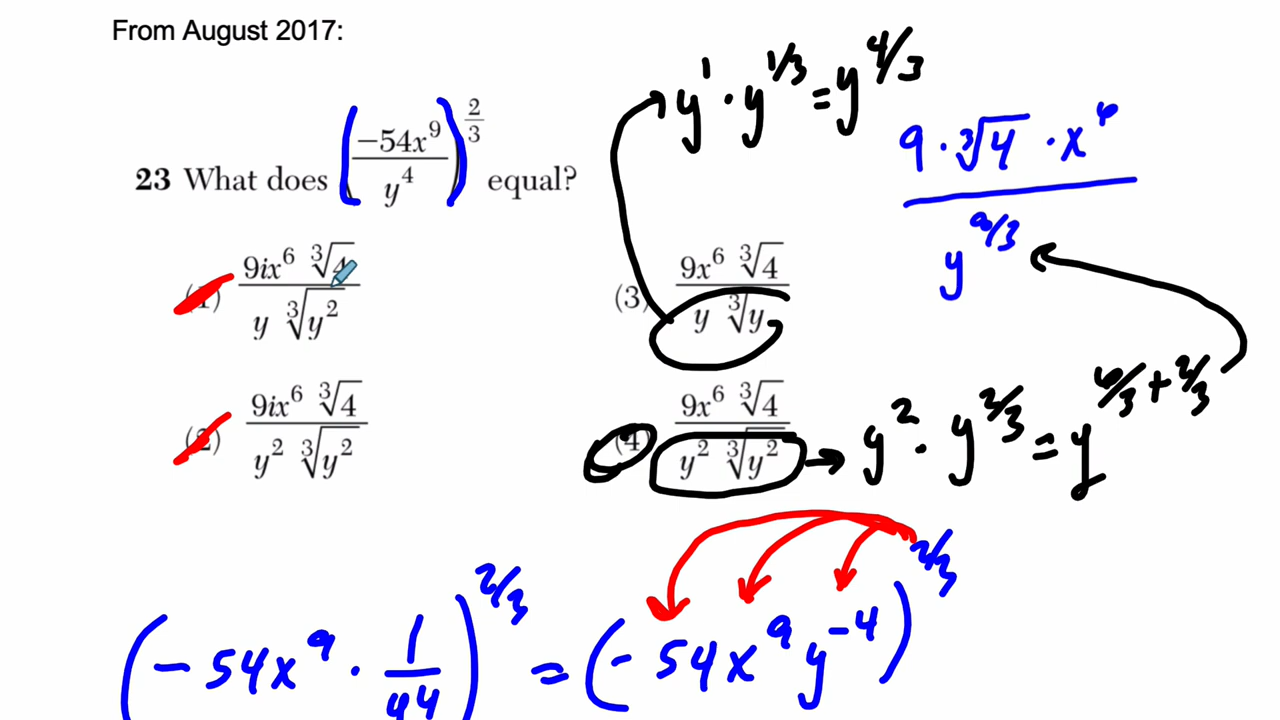 From August 2017:
23 What does (-54x⁹/y⁴)^(2/3) equal?
(1) 9ix⁶ ∛4 / y ∛y²
(2) 9ix⁶ ∛4 / y² ∛y²
(3) 9x⁶ ∛4 / y ∛y
(4) 9x⁶ ∛4 / y² ∛y²
y¹ · y^(1/3) = y^(4/3)
9 · ∛4 · x⁶ / y^(8/3)
y² · y^(2/3) = y^(6/3 + 2/3)
(-54x⁹ · 1/y⁴)^(2/3) = (-54x⁹y⁻⁴)^(2/3)